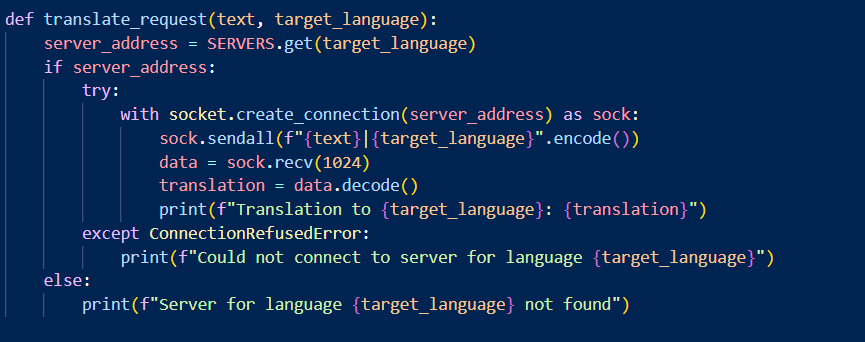 def translate_request(text, target_language):
    server_address = SERVERS.get(target_language)
    if server_address:
        try:
            with socket.create_connection(server_address) as sock:
                sock.sendall(f"{text}|{target_language}".encode())
                data = sock.recv(1024)
                translation = data.decode()
                print(f"Translation to {target_language}: {translation}")
        except ConnectionRefusedError:
            print(f"Could not connect to server for language {target_language}")
    else:
        print(f"Server for language {target_language} not found")